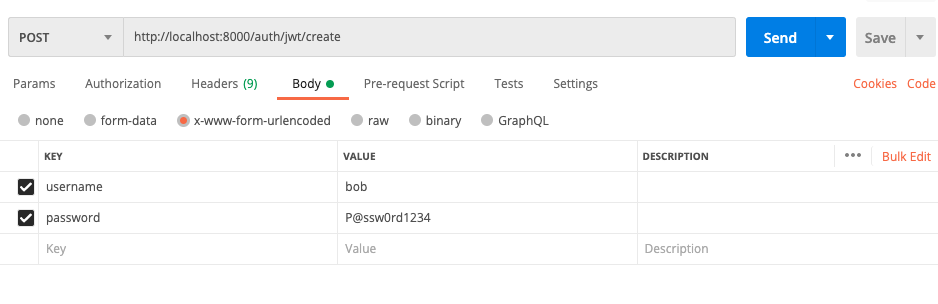 POST http://localhost:8000/auth/jwt/create Send Save
Params Authorization Headers (9) Body Pre-request Script Tests Settings Cookies Code
none form-data x-www-form-urlencoded raw binary GraphQL
KEY VALUE DESCRIPTION ••• Bulk Edit
username bob
password P@ssw0rd1234
Key Value Description